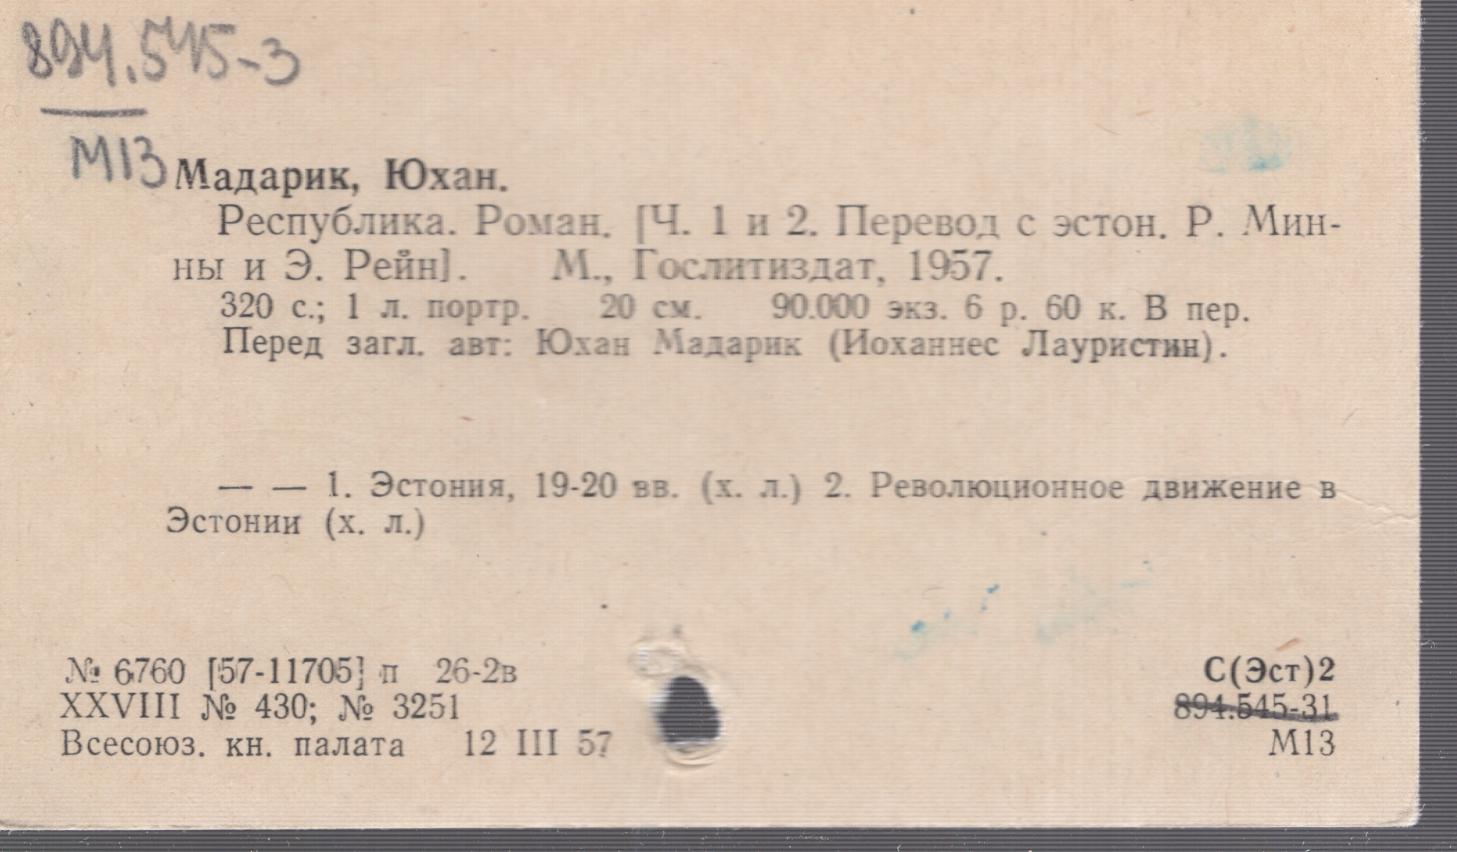 894.545-3
М13
Мадарик, Юхан.
Республика. Роман. [Ч. 1 и 2. Перевод с эстон. Р. Мин-
ны и Э. Рейн]. М., Гослитиздат, 1957.
320 с.; 1 л. портр. 20 см. 90.000 экз. 6 р. 60 к. В пер.
Перед загл. авт: Юхан Мадарик (Иоханнес Лауристин).
— — 1. Эстония, 19-20 вв. (х. л.) 2. Революционное движение в
Эстонии (х. л.)
№ 6760 [57-11705] п 26-2в
XXVIII № 430; № 3251
Всесоюз. кн. палата 12 III 57
С(Эст)2
894.545-31
М13